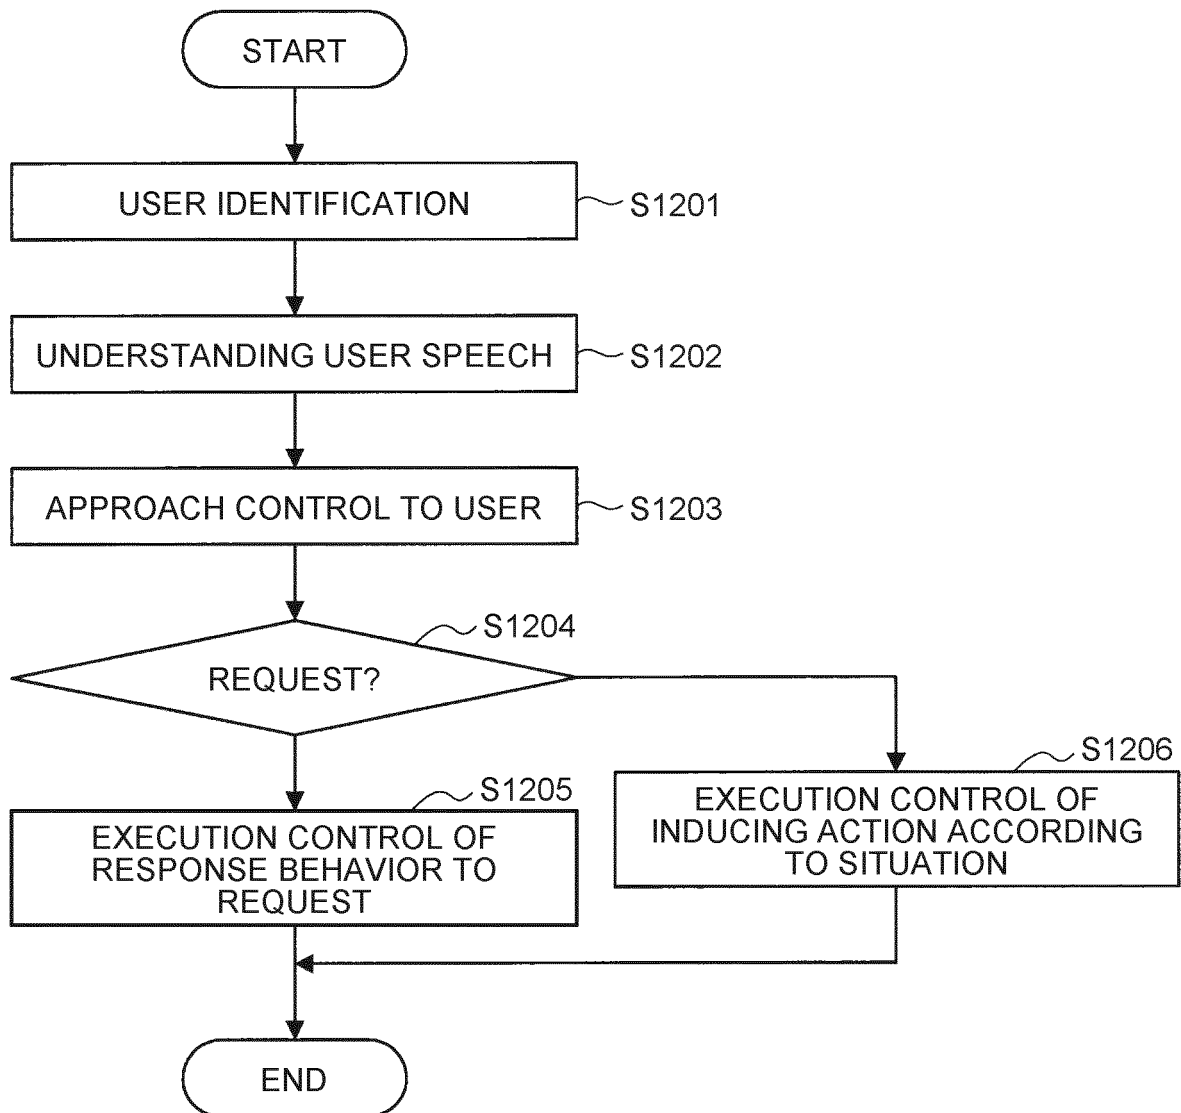 START
USER IDENTIFICATION
S1201
UNDERSTANDING USER SPEECH
S1202
APPROACH CONTROL TO USER
S1203
S1204
REQUEST?
S1205
EXECUTION CONTROL OF
RESPONSE BEHAVIOR TO
REQUEST
S1206
EXECUTION CONTROL OF
INDUCING ACTION ACCORDING
TO SITUATION
END